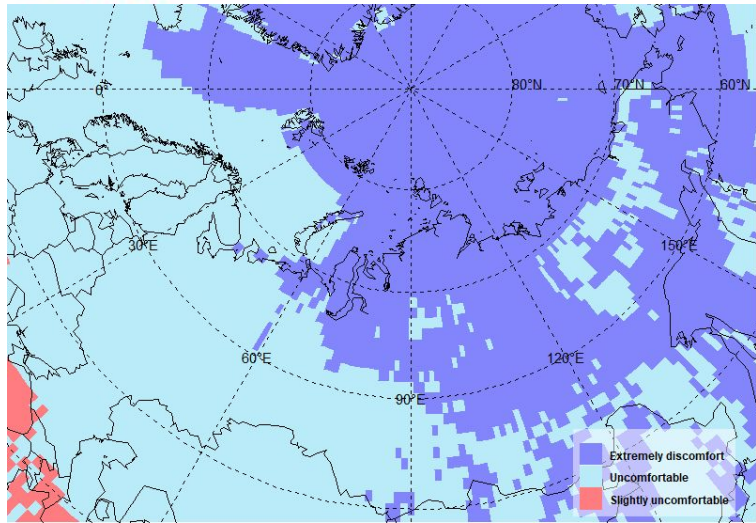 0°
80°N
70°N
60°N
30°E
150°E
60°E
120°E
90°E
Extremely discomfort
Uncomfortable
Slightly uncomfortable